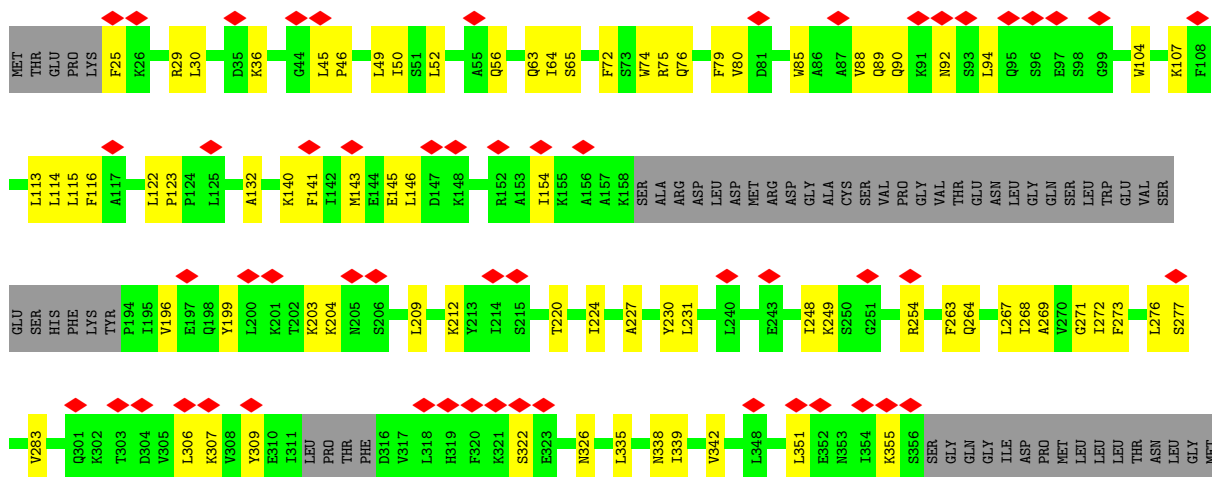 MET THR GLU PRO LYS F25 K26 R29 L30 D35 K36 G44 L45 P46 L49 I50 S51 L52 A55 Q56 Q63 I64 S65 F72 S73 W74 R75 Q76 F79 V80 D81 W85 A86 A87 V88 Q89 Q90 K91 N92 S93 L94 Q95 S96 E97 S98 G99 W104 K107 F108
L113 L114 L115 F116 A117 L122 P123 P124 L125 A132 K140 F141 I142 M143 E144 E145 L146 D147 K148 R152 A153 I154 K155 A156 A157 K158 SER ALA ARG ASP LEU ASP MET ARG ASP GLY ALA CYS SER VAL PRO GLY VAL THR GLU ASN LEU GLY GLN SER LEU TRP GLU VAL SER
GLU SER HIS PHE LYS TYR P194 I195 V196 E197 Q198 Y199 L200 K201 T202 K203 K204 N205 S206 L209 K212 Y213 I214 S215 T220 I224 A227 Y230 L231 L240 E243 I248 K249 S250 G251 R254 F263 Q264 L267 I268 A269 V270 G271 I272 F273 L276 S277
V283 Q301 K302 T303 D304 V305 L306 K307 V308 Y309 E310 I311 LEU PRO THR PHE D316 V317 L318 H319 F320 K321 S322 E323 N326 L335 N338 I339 V342 L348 L351 E352 N353 I354 K355 S356 SER GLY GLN GLY ILE ASP PRO MET LEU LEU LEU THR ASN LEU GLY MET